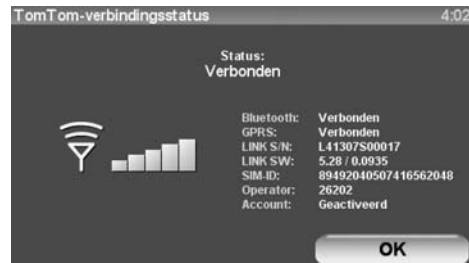 TomTom-verbindingsstatus 4:02
Status:
Verbonden
Bluetooth: Verbonden
GPRS: Verbonden
LINK S/N: L41307S00017
LINK SW: 5.28 / 0.0935
SIM-ID: 89492040507416562048
Operator: 26202
Account: Geactiveerd
OK